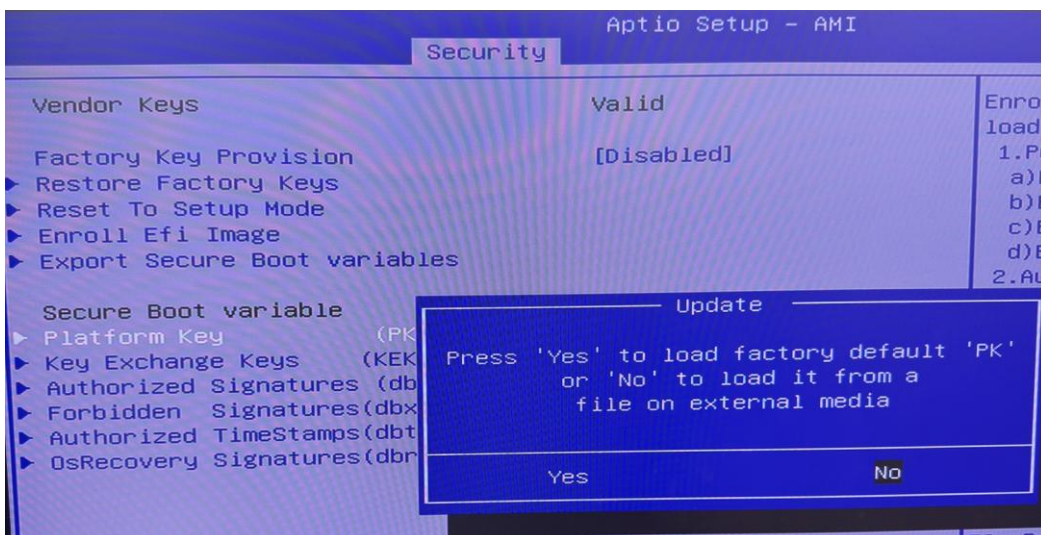 Aptio Setup - AMI
Security
Vendor Keys Valid
Factory Key Provision [Disabled]
Restore Factory Keys
Reset To Setup Mode
Enroll Efi Image
Export Secure Boot variables
Secure Boot variable
Platform Key (PK
Key Exchange Keys (KEK
Authorized Signatures (db
Forbidden Signatures(dbx
Authorized TimeStamps(dbt
OsRecovery Signatures(dbr
Update
Press 'Yes' to load factory default 'PK'
or 'No' to load it from a
file on external media
Yes No
Enro
load
1.P
a)
b)
c)E
d)E
2.Au